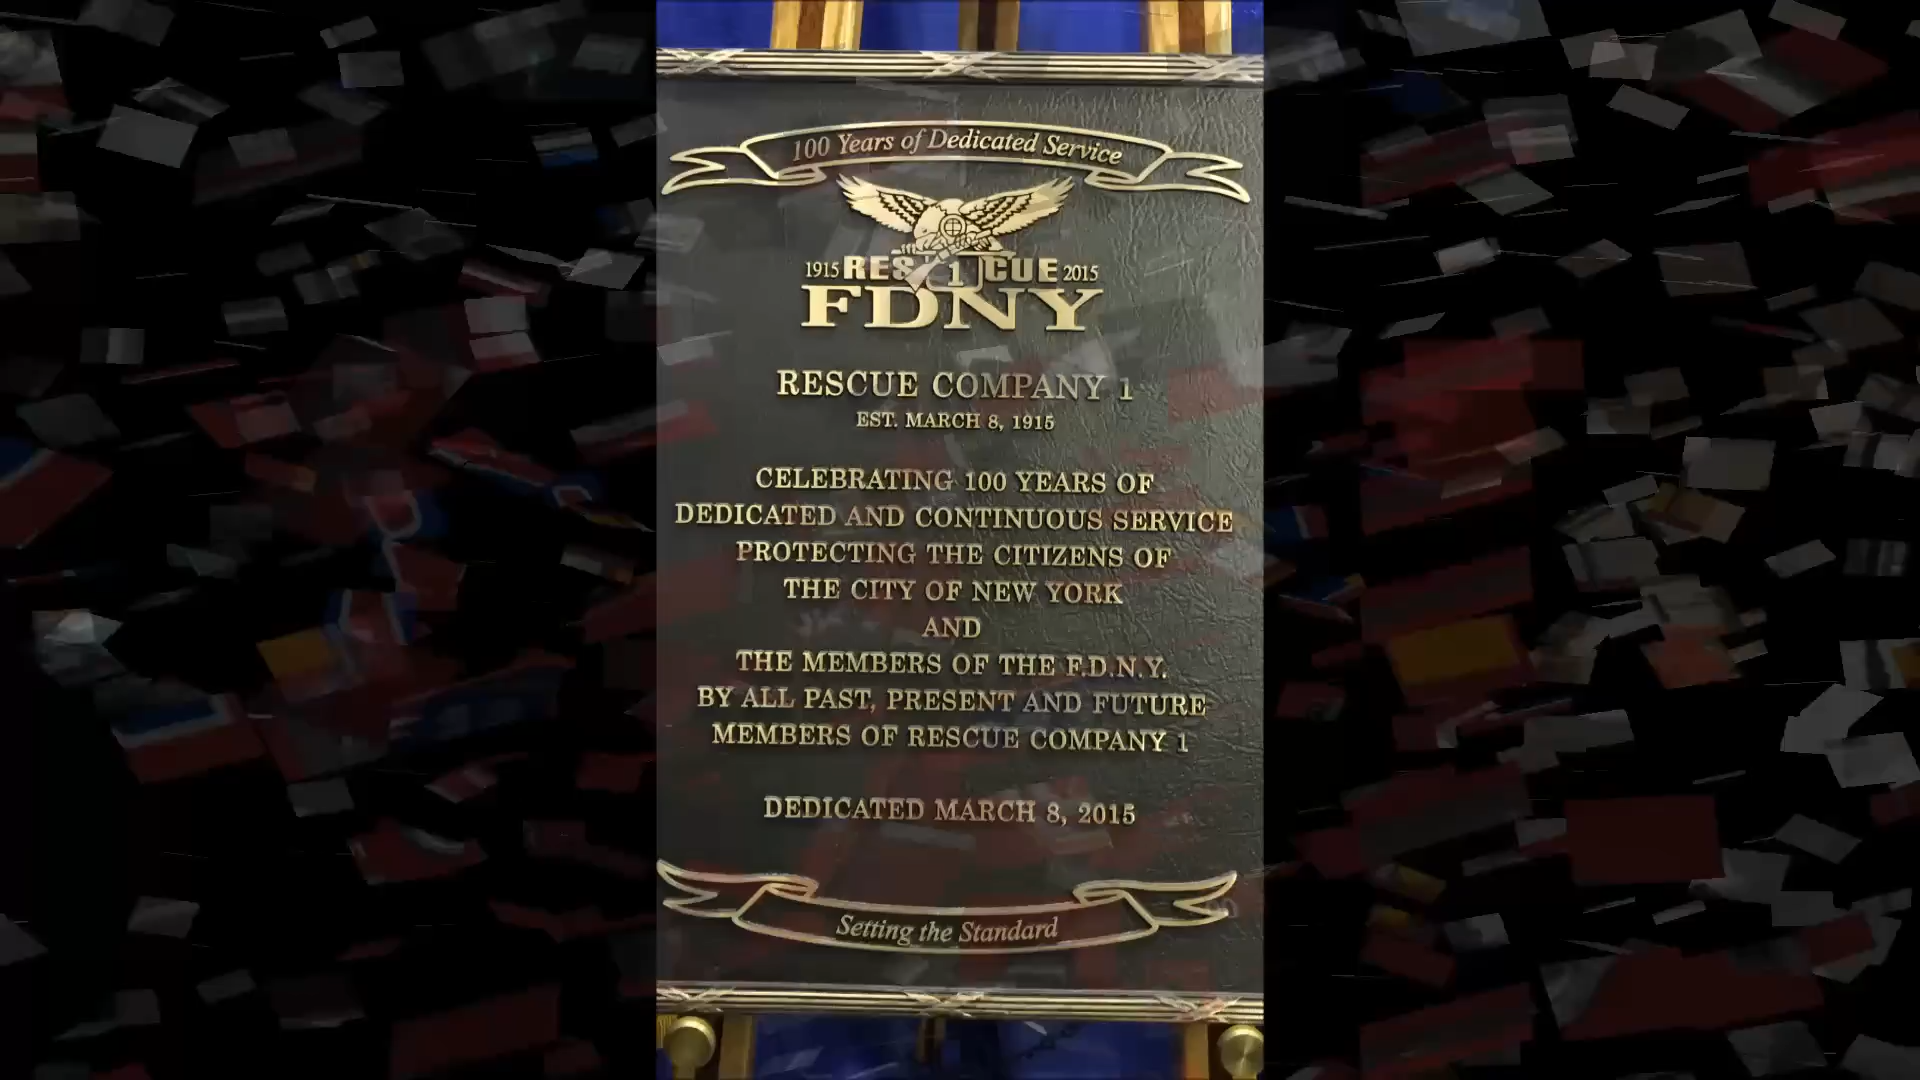 100 Years of Dedicated Service
1915 RES 1 CUE 2015
FDNY
RESCUE COMPANY 1
EST. MARCH 8, 1915
CELEBRATING 100 YEARS OF
DEDICATED AND CONTINUOUS SERVICE
PROTECTING THE CITIZENS OF
THE CITY OF NEW YORK
AND
THE MEMBERS OF THE F.D.N.Y.
BY ALL PAST, PRESENT AND FUTURE
MEMBERS OF RESCUE COMPANY 1
DEDICATED MARCH 8, 2015
Setting the Standard